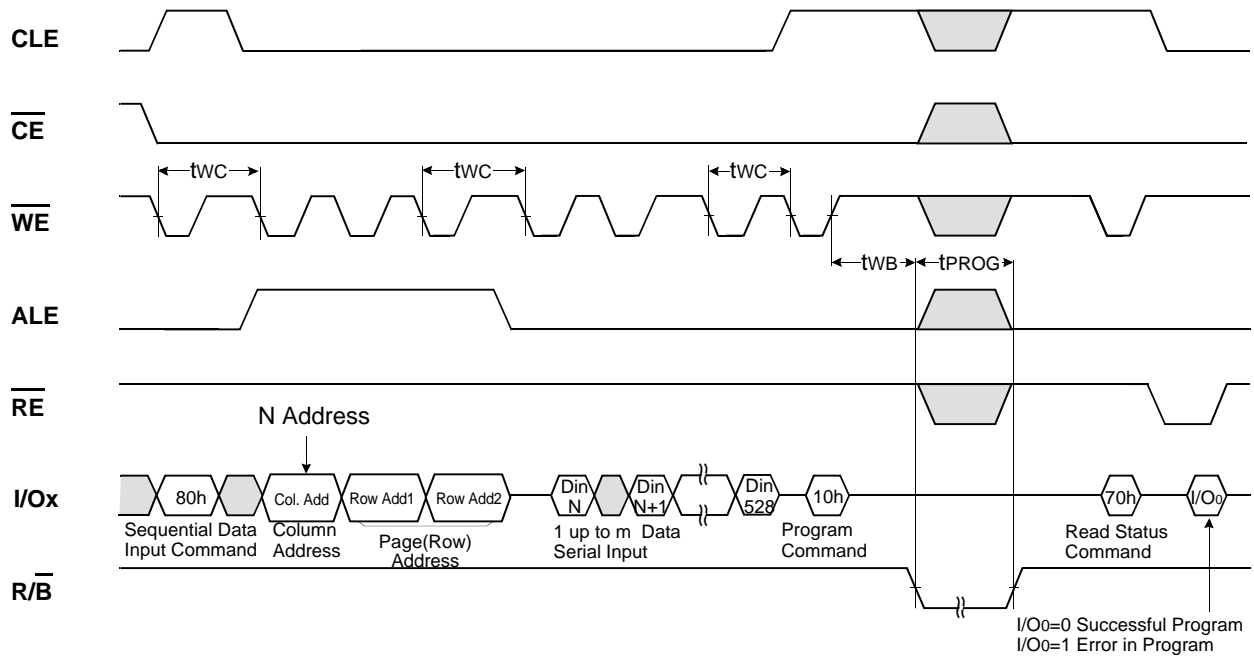 CLE
CE
tWC
tWC
tWC
WE
tWB
tPROG
ALE
RE
N Address
I/Ox
80h
Col. Add
Row Add1
Row Add2
Din
N
Din
N+1
Din
528
10h
70h
I/O0
Sequential Data
Input Command
Column
Address
Page(Row)
Address
1 up to m Data
Serial Input
Program
Command
Read Status
Command
R/B
I/O0=0 Successful Program
I/O0=1 Error in Program